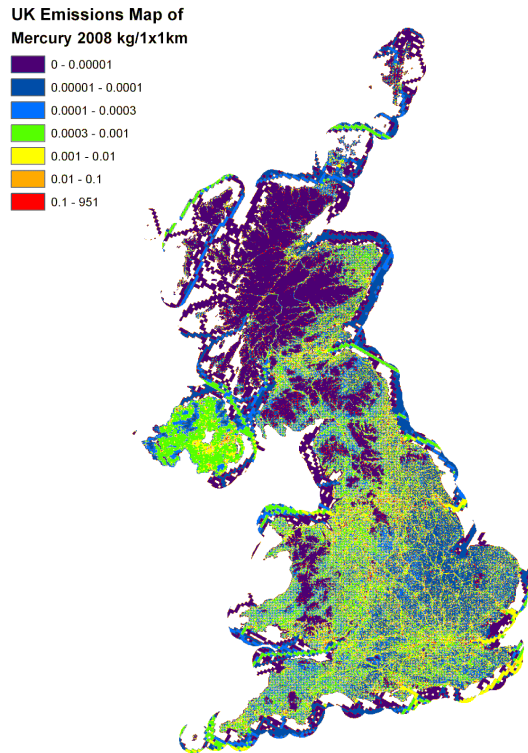 UK Emissions Map of
Mercury 2008 kg/1x1km
0 - 0.00001
0.00001 - 0.0001
0.0001 - 0.0003
0.0003 - 0.001
0.001 - 0.01
0.01 - 0.1
0.1 - 951